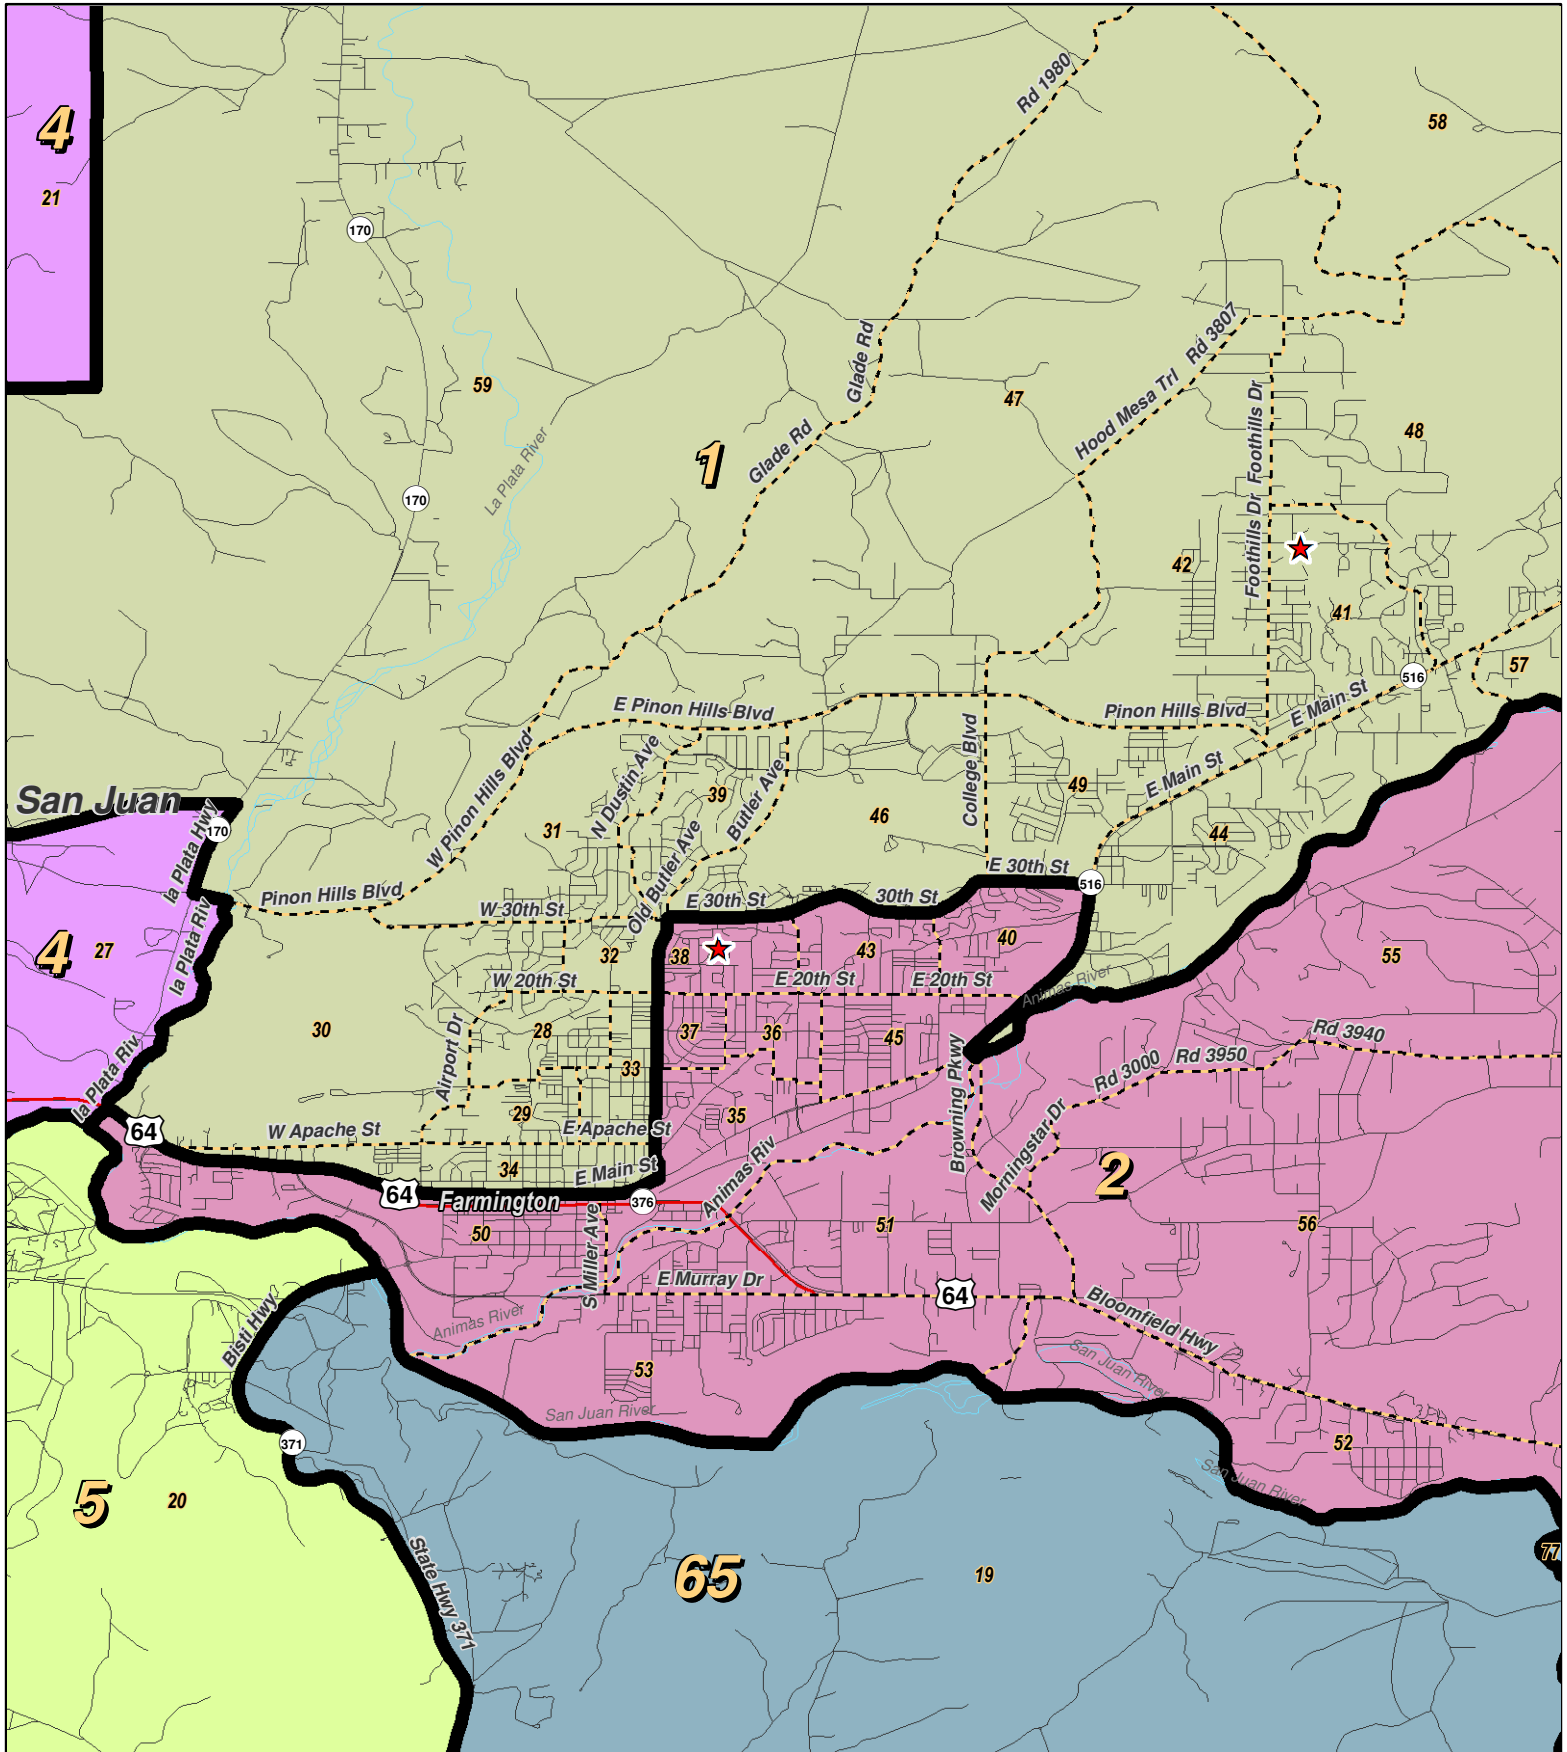 Rd 1980
4
58
21
170
Rd 3807
Glade Rd
59
47
Hood Mesa Trl
Foothills Dr
48
La Plata River
Glade Rd
1
170
Foothills Dr
42
41
57
516
E Pinon Hills Blvd
Pinon Hills Blvd
E Main St
W Pinon Hills Blvd
N Dustin Ave
College Blvd
E Main St
49
39
Butler Ave
San Juan
la Plata Hwy
170
31
46
44
Old Butler Ave
E 30th St
516
Pinon Hills Blvd
W 30th St
E 30th St
30th St
4
27
la Plata Riv
32
38
43
40
55
W 20th St
E 20th St
E 20th St
Animas River
30
Airport Dr
28
37
36
45
Rd 3940
Rd 3950
Rd 3000
33
Browning Pkwy
la Plata Riv
29
35
Morningstar Dr
64
W Apache St
E Apache St
34
E Main St
Animas Riv
2
64
Farmington
376
50
S Miller Ave
51
56
E Murray Dr
64
Bloomfield Hwy
Bisti Hwy
Animas River
53
San Juan River
San Juan River
371
52
San Juan River
5
20
State Hwy 371
65
19
77